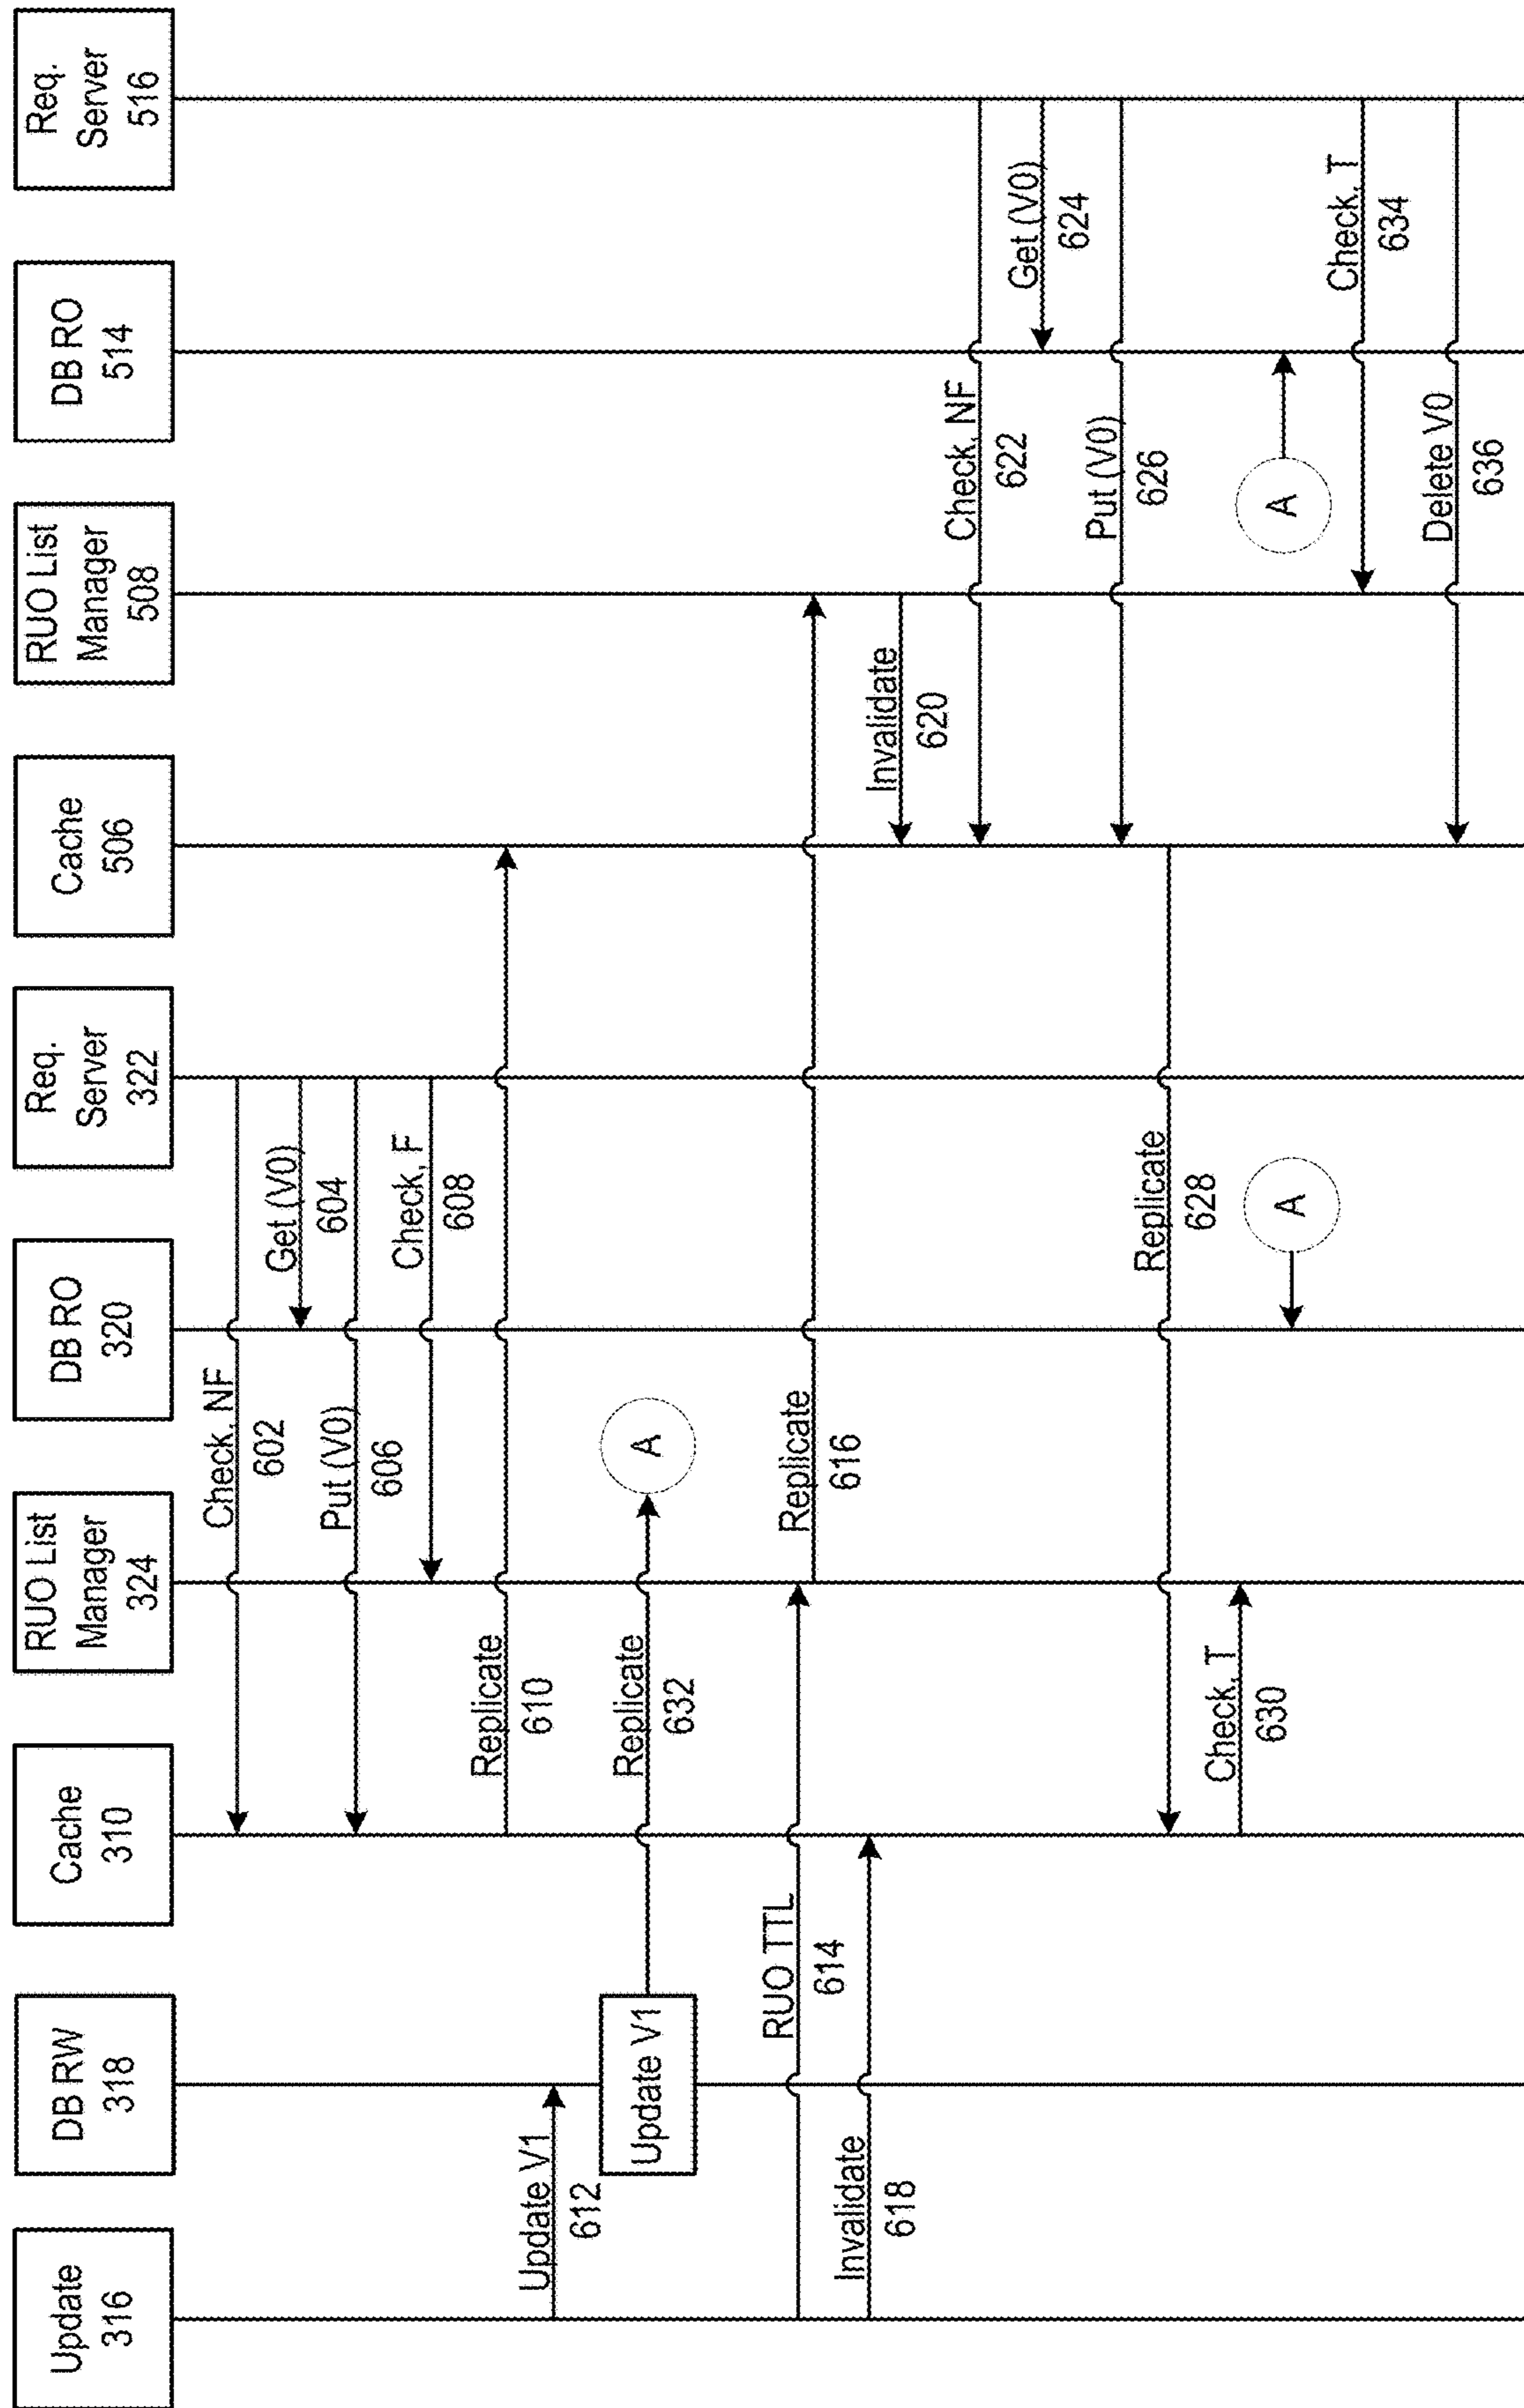 Update
316
DB RW
318
Cache
310
RUO List
Manager
324
DB RO
320
Req.
Server
322
Cache
506
RUO List
Manager
508
DB RO
514
Req.
Server
516
Check, NF
602
Get (V0)
604
Put (V0)
606
Check, F
608
Replicate
610
Update V1
612
Update V1
Replicate
632
A
RUO TTL
614
Replicate
616
Invalidate
618
Invalidate
620
Check, NF
622
Get (V0)
624
Put (V0)
626
Replicate
628
Check, T
630
A
A
Check, T
634
Delete V0
636